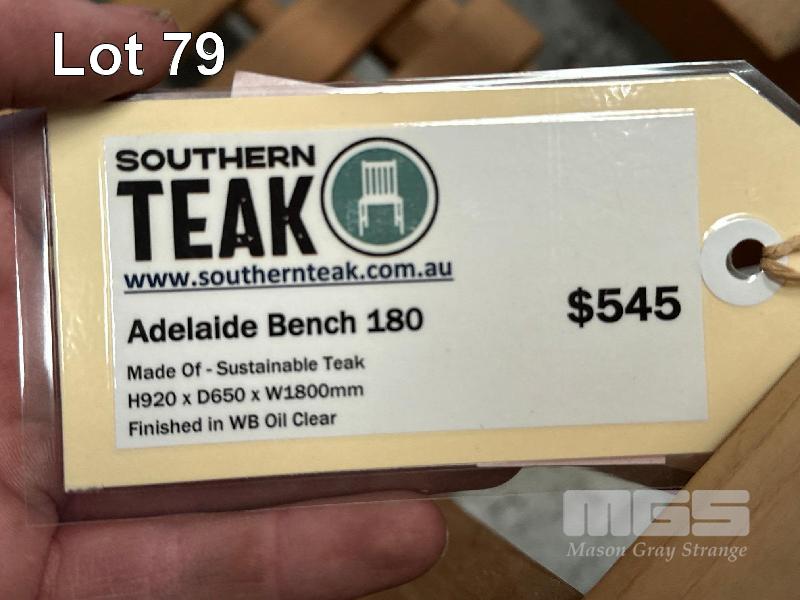 Lot 79
SOUTHERN
TEAK
www.southernteak.com.au
Adelaide Bench 180
$545
Made Of - Sustainable Teak
H920 x D650 x W1800mm
Finished in WB Oil Clear
MGS
Mason Gray Strange